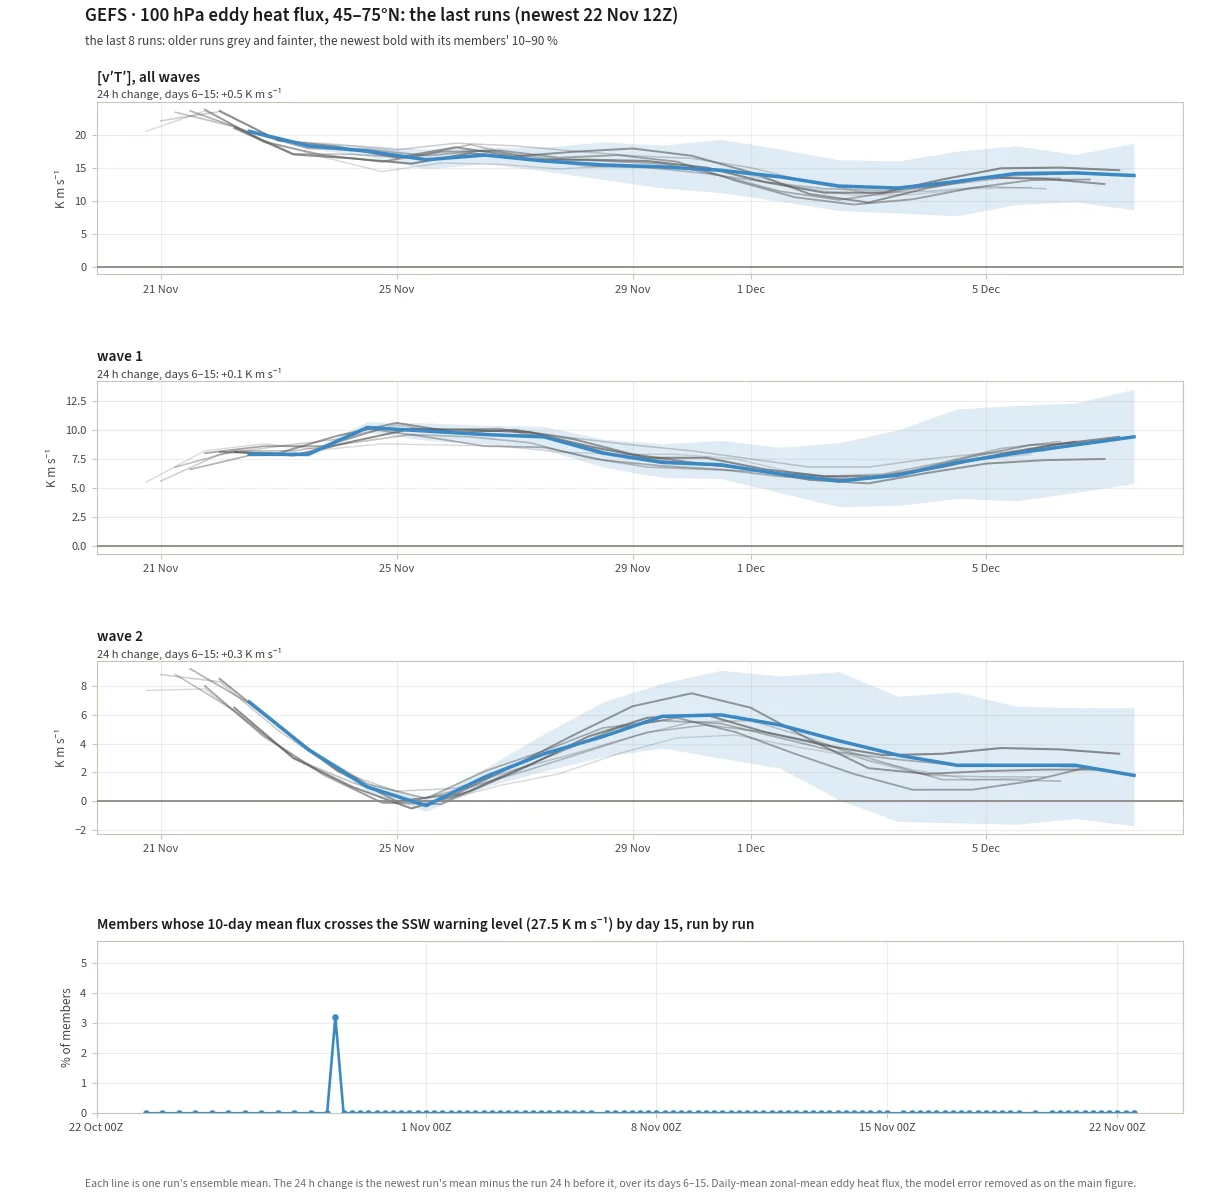 GEFS · 100 hPa eddy heat flux, 45–75°N: the last runs (newest 22 Nov 12Z)
the last 8 runs: older runs grey and fainter, the newest bold with its members' 10–90 %
[v′T′], all waves
24 h change, days 6–15: +0.5 K m s⁻¹
20
15
10
5
0
K m s⁻¹
21 Nov 25 Nov 29 Nov 1 Dec 5 Dec
wave 1
24 h change, days 6–15: +0.1 K m s⁻¹
12.5
10.0
7.5
5.0
2.5
0.0
K m s⁻¹
21 Nov 25 Nov 29 Nov 1 Dec 5 Dec
wave 2
24 h change, days 6–15: +0.3 K m s⁻¹
8
6
4
2
0
−2
K m s⁻¹
21 Nov 25 Nov 29 Nov 1 Dec 5 Dec
Members whose 10-day mean flux crosses the SSW warning level (27.5 K m s⁻¹) by day 15, run by run
5
4
3
2
1
0
% of members
22 Oct 00Z 1 Nov 00Z 8 Nov 00Z 15 Nov 00Z 22 Nov 00Z
Each line is one run's ensemble mean. The 24 h change is the newest run's mean minus the run 24 h before it, over its days 6–15. Daily-mean zonal-mean eddy heat flux, the model error removed as on the main figure.